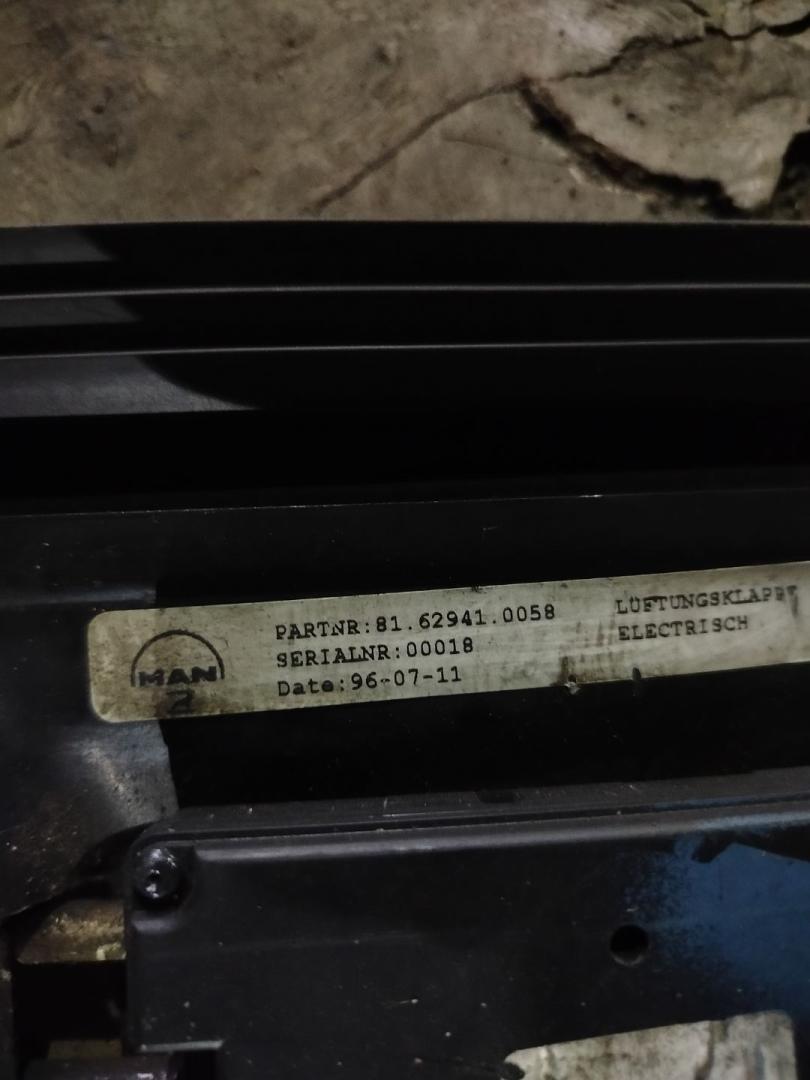 MAN
PARTNR:81.62941.0058
SERIALNR:00018
Date:96-07-11
LÜFTUNGSKLAPPE
ELECTRISCH